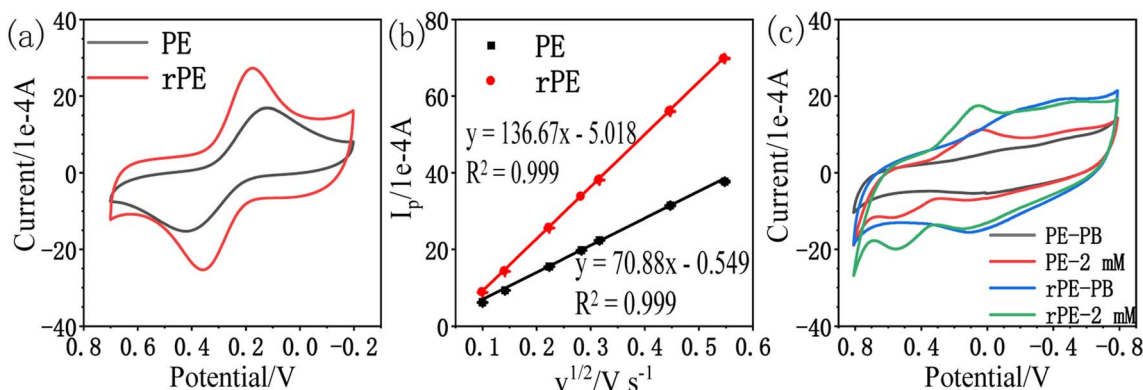 (a)
PE
rPE
Current/1e-4A
40
20
0
-20
-40
0.8 0.6 0.4 0.2 0.0 -0.2
Potential/V
(b)
PE
rPE
y = 136.67x - 5.018
R² = 0.999
y = 70.88x - 0.549
R² = 0.999
Iₚ/1e-4A
80
60
40
20
0
0.1 0.2 0.3 0.4 0.5 0.6
v¹ᐟ²/V s⁻¹
(c)
Current/1e-4A
40
20
0
-20
-40
PE-PB
PE-2 mM
rPE-PB
rPE-2 mM
0.8 0.4 0.0 -0.4 -0.8
Potential/V